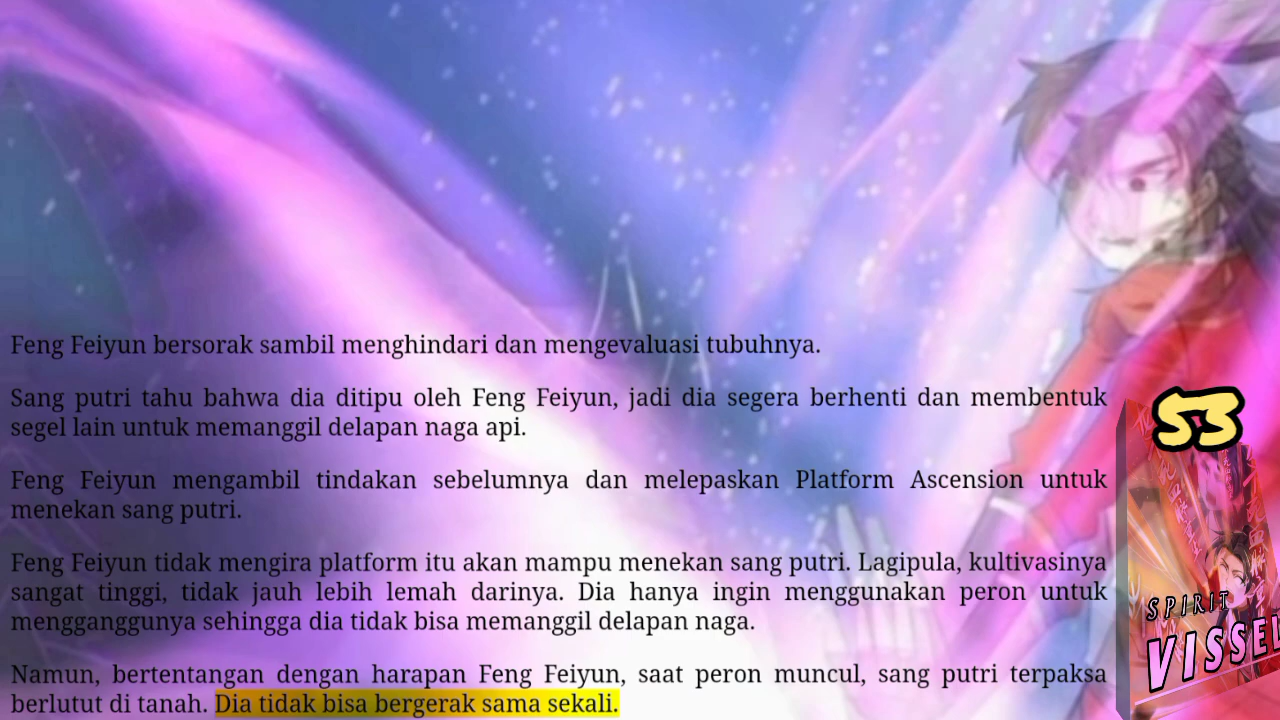 Feng Feiyun bersorak sambil menghindari dan mengevaluasi tubuhnya.
Sang putri tahu bahwa dia ditipu oleh Feng Feiyun, jadi dia segera berhenti dan membentuk
segel lain untuk memanggil delapan naga api.
Feng Feiyun mengambil tindakan sebelumnya dan melepaskan Platform Ascension untuk
menekan sang putri.
Feng Feiyun tidak mengira platform itu akan mampu menekan sang putri. Lagipula, kultivasinya
sangat tinggi, tidak jauh lebih lemah darinya. Dia hanya ingin menggunakan peron untuk
mengganggunya sehingga dia tidak bisa memanggil delapan naga.
Namun, bertentangan dengan harapan Feng Feiyun, saat peron muncul, sang putri terpaksa
berlutut di tanah. Dia tidak bisa bergerak sama sekali.
53
SPIRIT
VISSEL